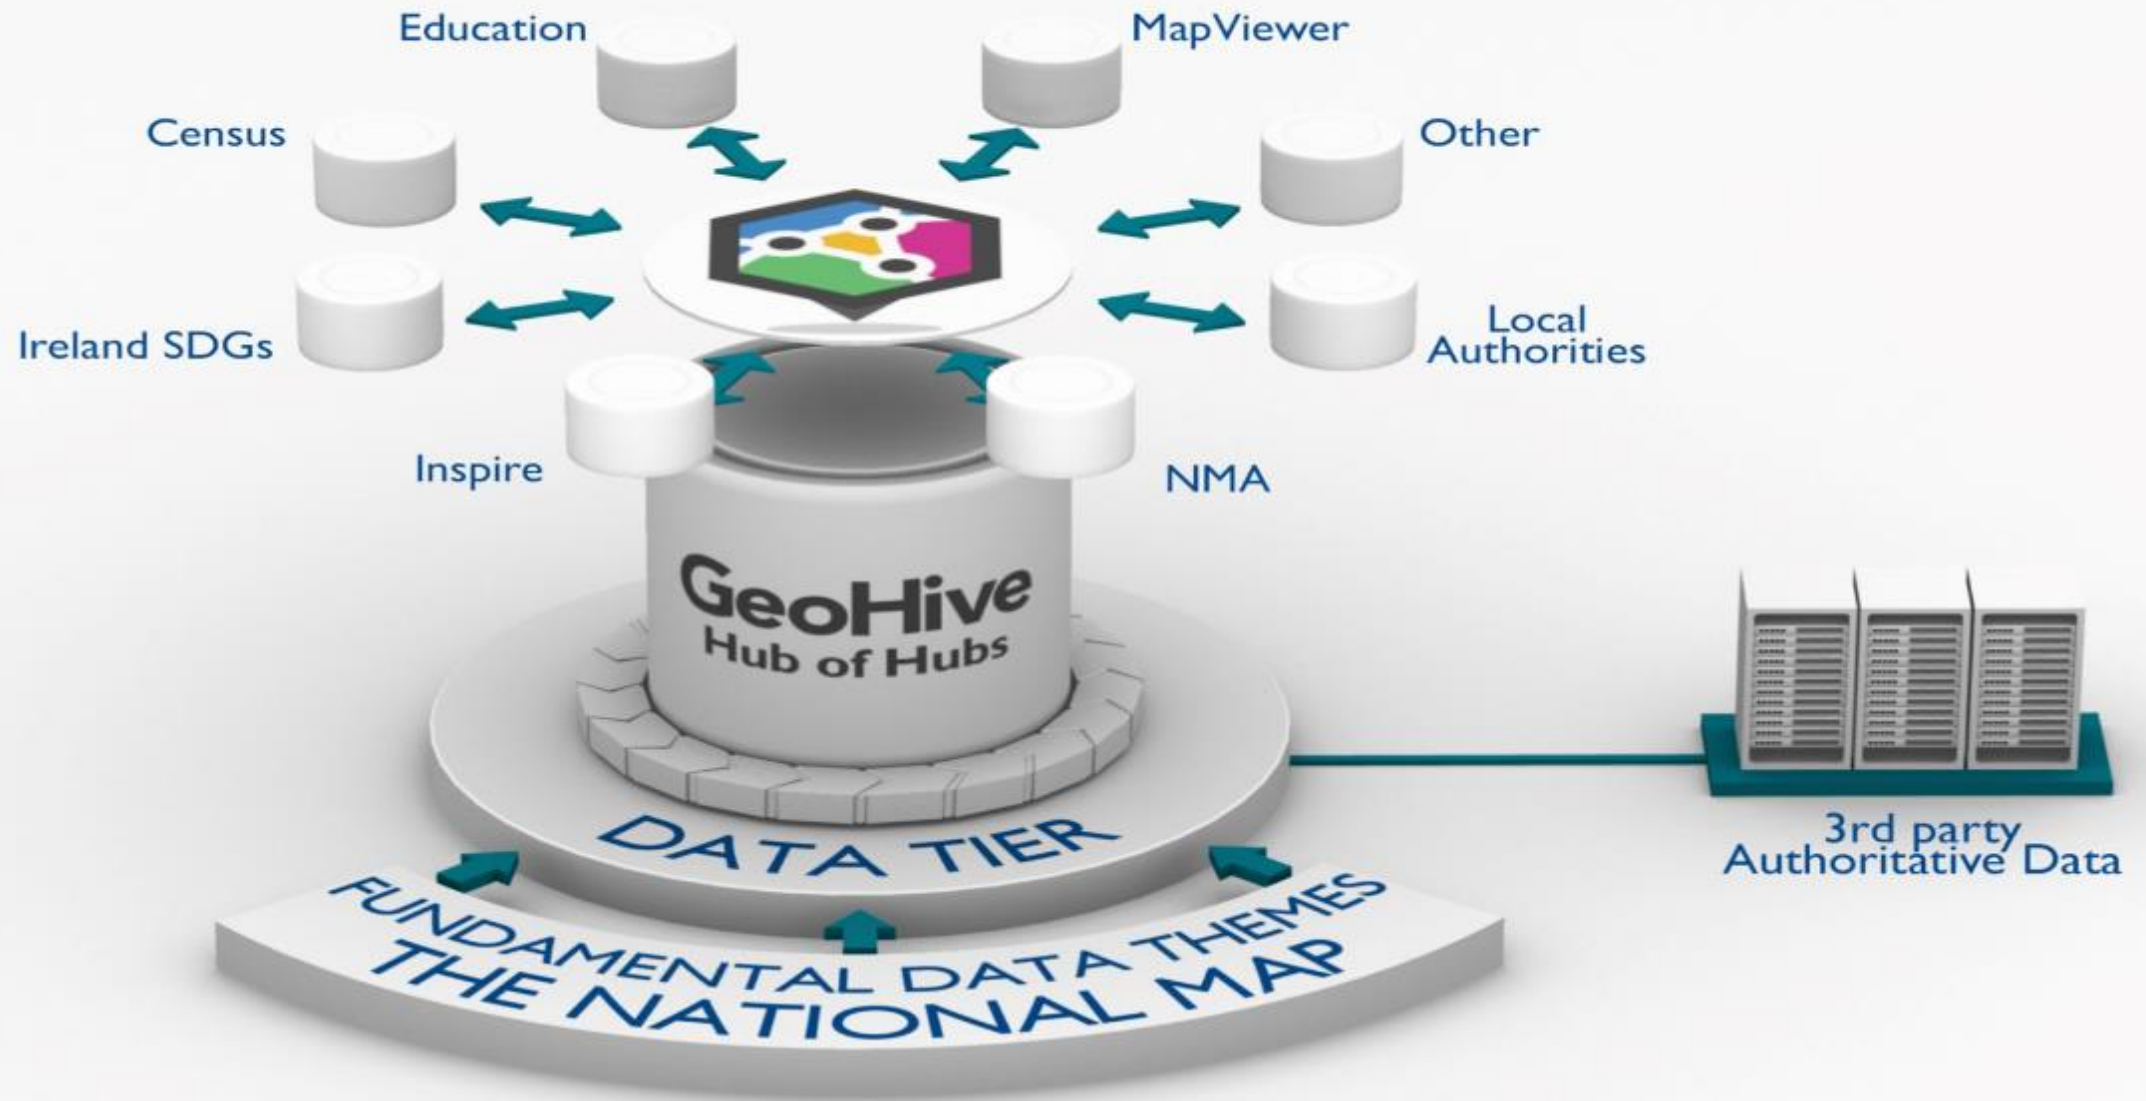 Education
MapViewer
Census
Other
Ireland SDGs
Local
Authorities
Inspire
NMA
GeoHive
Hub of Hubs
DATA TIER
3rd party
Authoritative Data
FUNDAMENTAL DATA THEMES
THE NATIONAL MAP